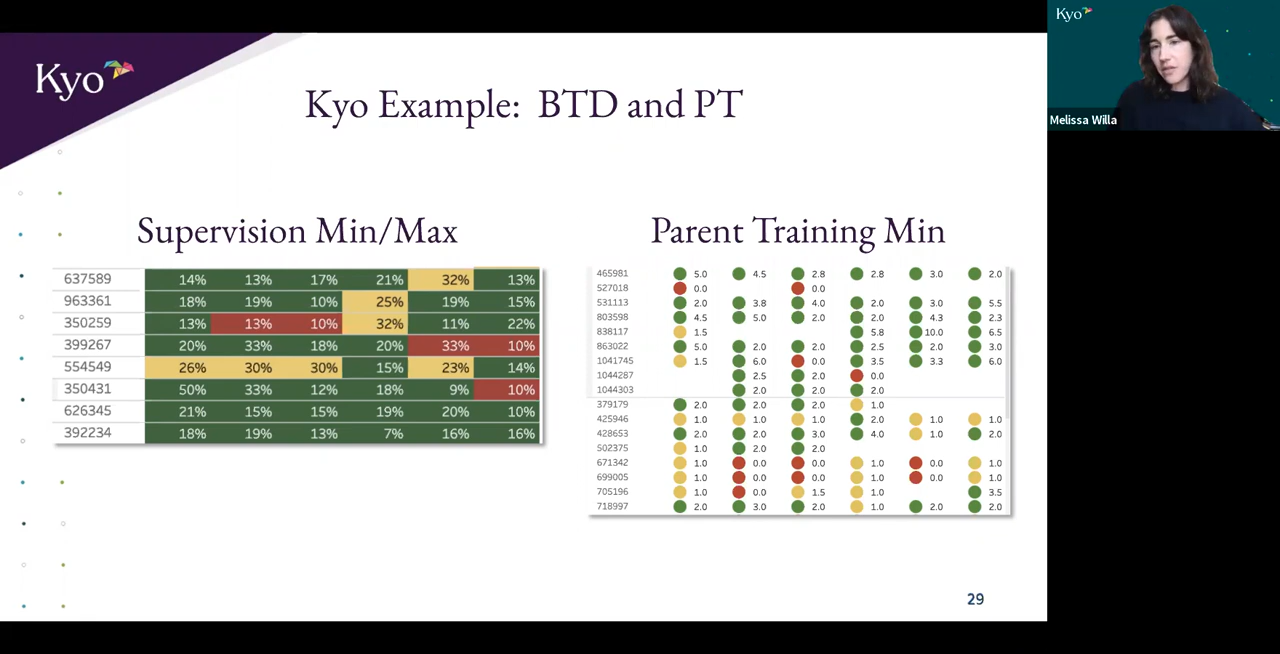 Kyo
Kyo Example: BTD and PT
Kyo
Melissa Willa
Supervision Min/Max
637589 14% 13% 17% 21% 32% 13%
963361 18% 19% 10% 25% 19% 15%
350259 13% 13% 10% 32% 11% 22%
399267 20% 33% 18% 20% 33% 10%
554549 26% 30% 30% 15% 23% 14%
350431 50% 33% 12% 18% 9% 10%
626345 21% 15% 15% 19% 20% 10%
392234 18% 19% 13% 7% 16% 16%
Parent Training Min
465981 5.0 4.5 2.8 2.8 3.0 2.0
527018 0.0 0.0
531113 2.0 3.8 4.0 2.0 3.0 5.5
803598 4.5 5.0 2.0 2.0 4.3 2.3
838117 1.5 5.8 10.0 6.5
863022 5.0 2.0 2.0 2.5 2.0 3.0
1041745 1.5 6.0 0.0 3.5 3.3 6.0
1044287 2.5 2.0 0.0
1044303 2.0 2.0 2.0
379179 2.0 2.0 2.0 1.0
425946 1.0 1.0 1.0 2.0 1.0 1.0
428653 2.0 2.0 3.0 4.0 1.0 2.0
502375 1.0 2.0 2.0
671342 1.0 0.0 0.0 1.0 0.0 1.0
699005 1.0 0.0 0.0 1.0 0.0 1.0
705196 1.0 0.0 1.5 1.0 3.5
718997 2.0 3.0 2.0 1.0 2.0 2.0
29